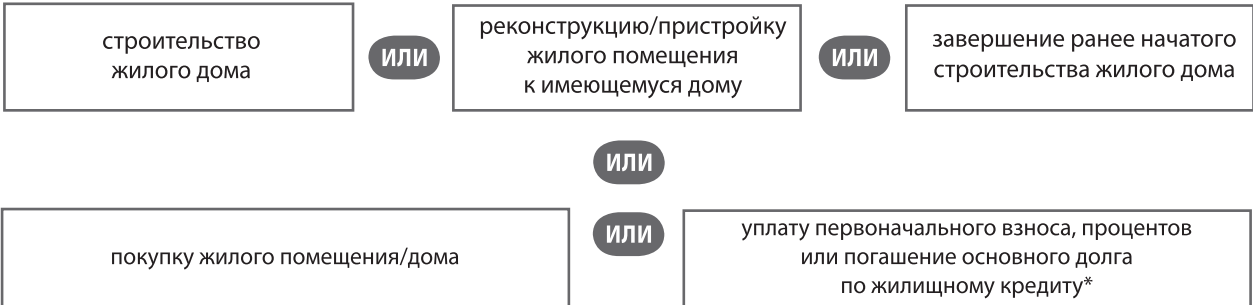 строительство
жилого дома
ИЛИ
реконструкцию/пристройку
жилого помещения
к имеющемуся дому
ИЛИ
завершение ранее начатого
строительства жилого дома
ИЛИ
покупку жилого помещения/дома
ИЛИ
уплату первоначального взноса, процентов
или погашение основного долга
по жилищному кредиту*